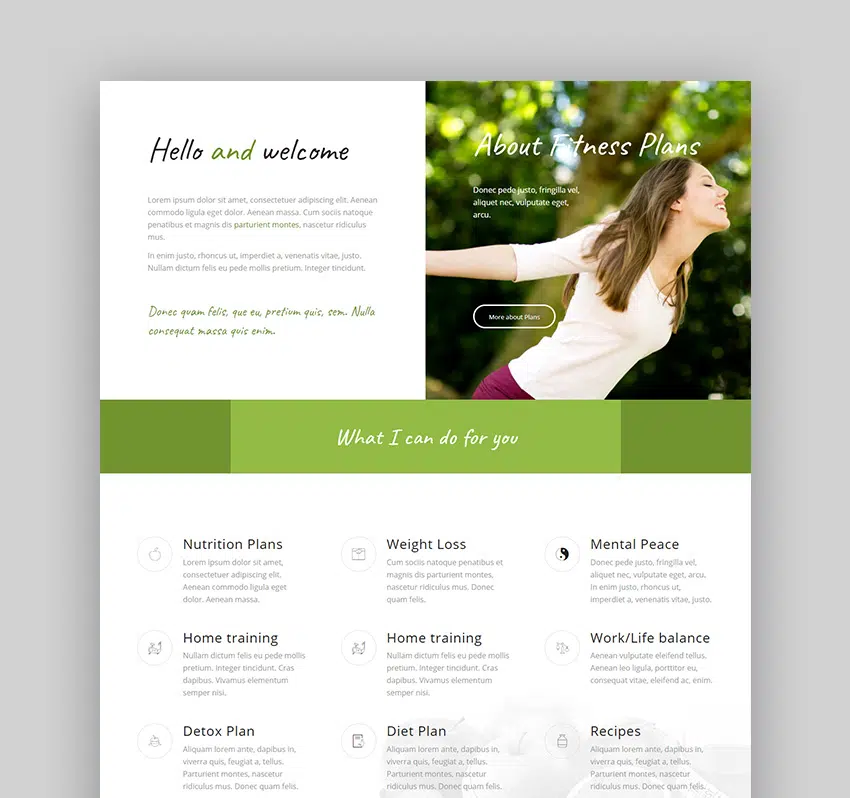 Hello and welcome
Lorem ipsum dolor sit amet, consectetuer adipiscing elit. Aenean
commodo ligula eget dolor. Aenean massa. Cum sociis natoque
penatibus et magnis dis parturient montes, nascetur ridiculus
mus.
In enim justo, rhoncus ut, imperdiet a, venenatis vitae, justo.
Nullam dictum felis eu pede mollis pretium. Integer tincidunt.
Donec quam felis, que eu, pretium quis, sem. Nulla
consequat massa quis enim.
About Fitness Plans
Donec pede justo, fringilla vel,
aliquet nec, vulputate eget,
arcu.
More about Plans
What I can do for you
Nutrition Plans
Lorem ipsum dolor sit amet,
consectetuer adipiscing elit.
Aenean commodo ligula eget
dolor. Aenean massa.
Weight Loss
Cum sociis natoque penatibus et
magnis dis parturient montes,
nascetur ridiculus mus. Donec
quam felis.
Mental Peace
Donec pede justo, fringilla vel,
aliquet nec, vulputate eget, arcu.
In enim justo, rhoncus ut,
imperdiet a, venenatis vitae, justo.
Home training
Nullam dictum felis eu pede mollis
pretium. Integer tincidunt. Cras
dapibus. Vivamus elementum
semper nisi.
Home training
Nullam dictum felis eu pede mollis
pretium. Integer tincidunt. Cras
dapibus. Vivamus elementum
semper nisi.
Work/Life balance
Aenean vulputate eleifend tellus.
Aenean leo ligula, porttitor eu,
consequat vitae, eleifend ac, enim.
Detox Plan
Aliquam lorem ante, dapibus in,
viverra quis, feugiat a, tellus.
Parturient montes, nascetur
ridiculus mus. Donec quam felis.
Diet Plan
Aliquam lorem ante, dapibus in,
viverra quis, feugiat a, tellus.
Parturient montes, nascetur
ridiculus mus. Donec quam felis.
Recipes
Aliquam lorem ante, dapibus in,
viverra quis, feugiat a, tellus.
Parturient montes, nascetur
ridiculus mus. Donec quam felis.